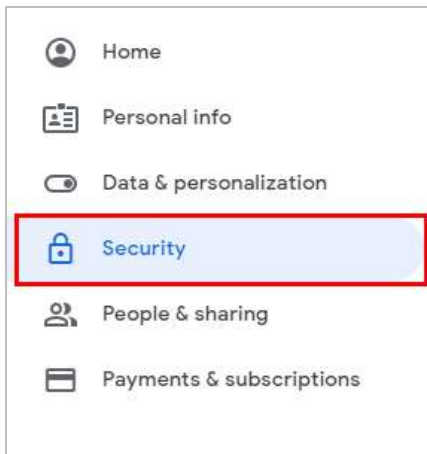 Home
Personal info
Data & personalization
Security
People & sharing
Payments & subscriptions